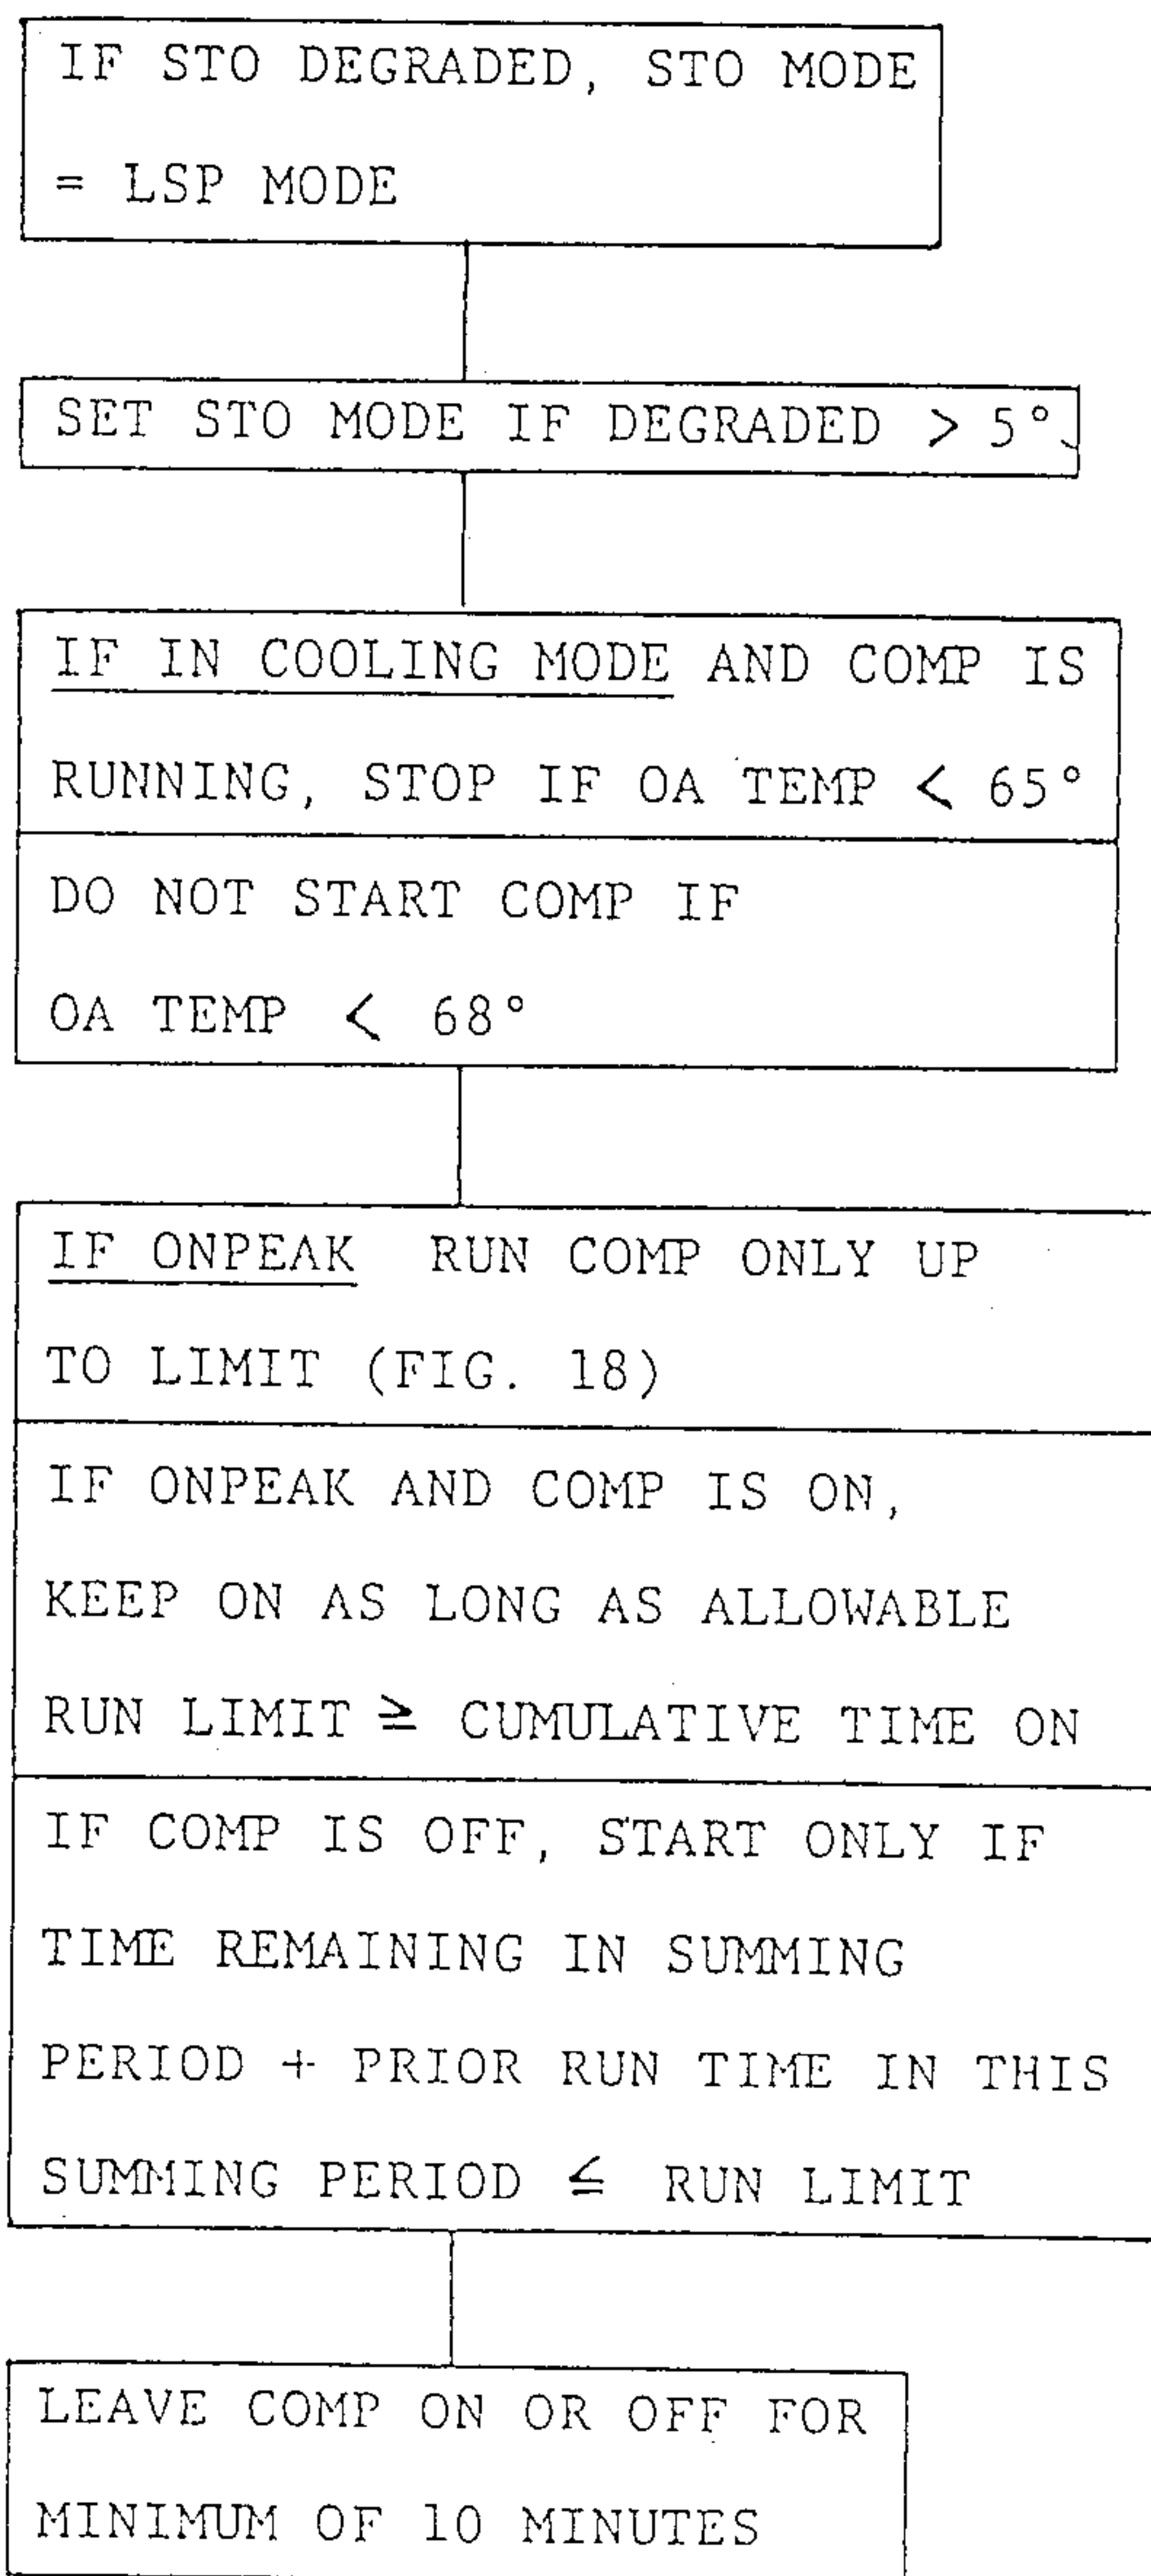 IF STO DEGRADED, STO MODE
= LSP MODE
SET STO MODE IF DEGRADED > 5°
IF IN COOLING MODE AND COMP IS
RUNNING, STOP IF OA TEMP < 65°
DO NOT START COMP IF
OA TEMP < 68°
IF ONPEAK RUN COMP ONLY UP
TO LIMIT (FIG. 18)
IF ONPEAK AND COMP IS ON,
KEEP ON AS LONG AS ALLOWABLE
RUN LIMIT ≥ CUMULATIVE TIME ON
IF COMP IS OFF, START ONLY IF
TIME REMAINING IN SUMMING
PERIOD + PRIOR RUN TIME IN THIS
SUMMING PERIOD ≤ RUN LIMIT
LEAVE COMP ON OR OFF FOR
MINIMUM OF 10 MINUTES